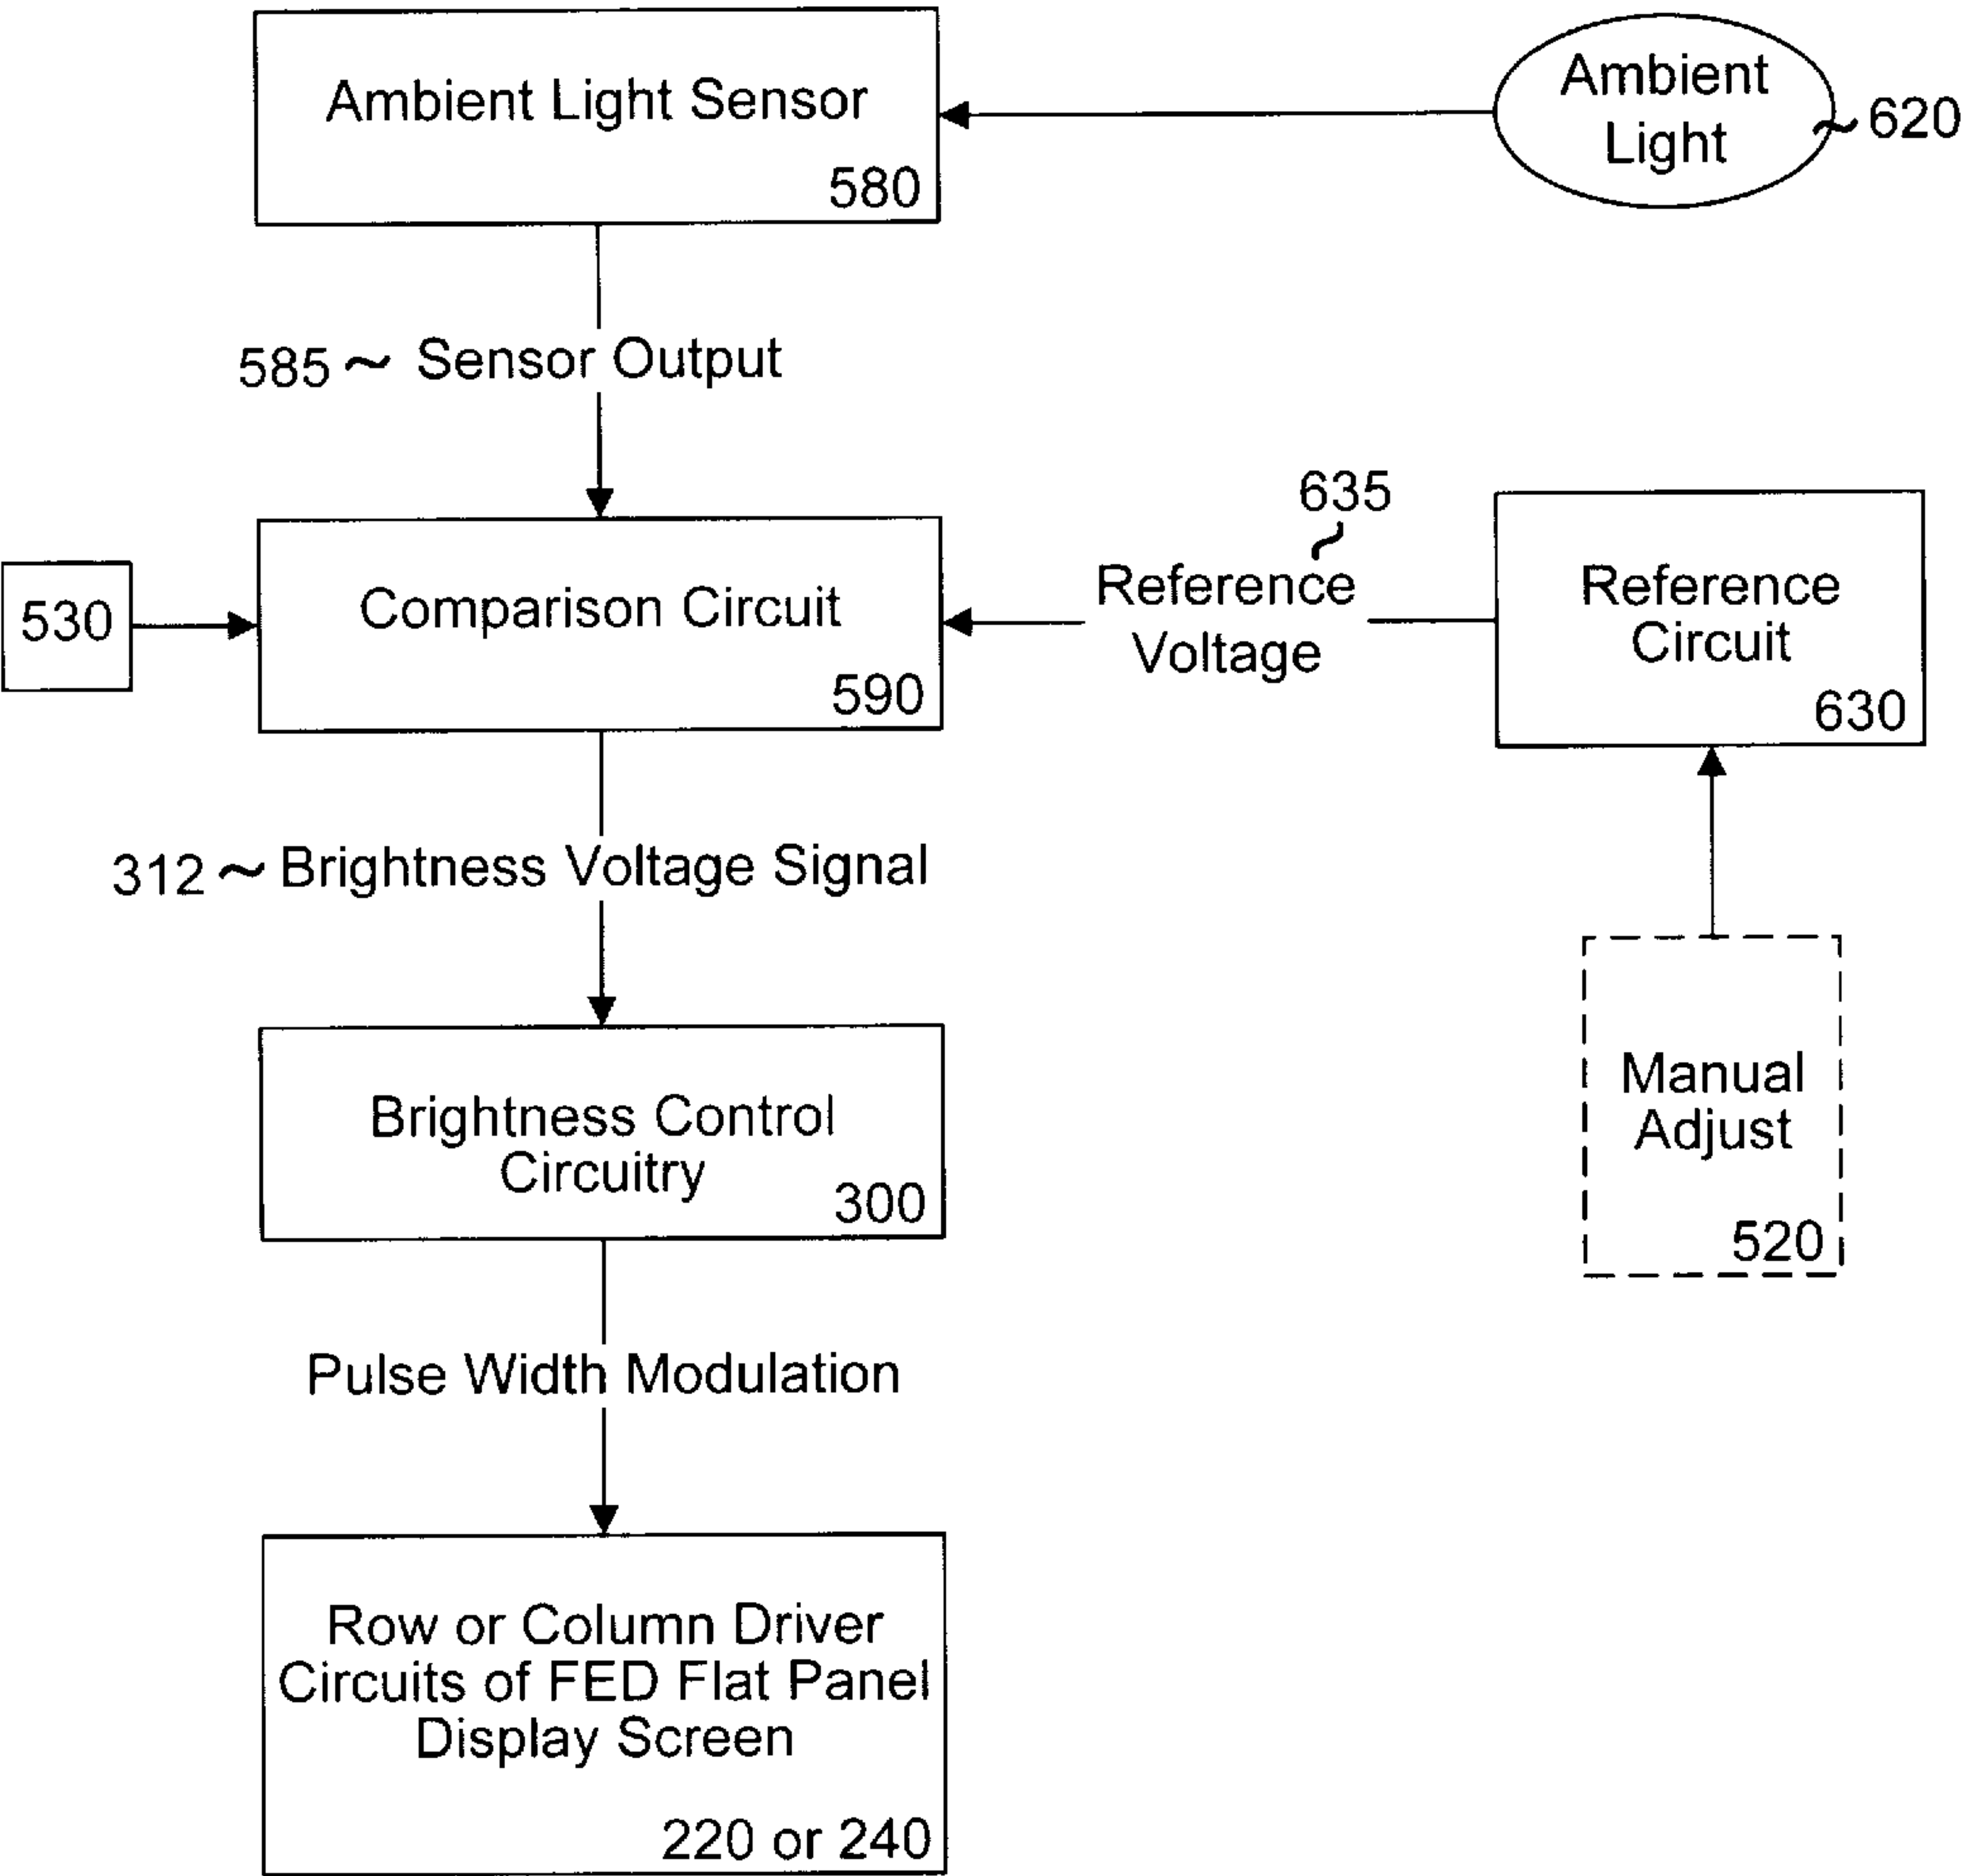 Ambient Light Sensor
580
Ambient
Light
~ 620
585 ~ Sensor Output
635
~
Reference
Voltage
Reference
Circuit
630
530
Comparison Circuit
590
312 ~ Brightness Voltage Signal
Brightness Control
Circuitry
300
Manual
Adjust
520
Pulse Width Modulation
Row or Column Driver
Circuits of FED Flat Panel
Display Screen
220 or 240